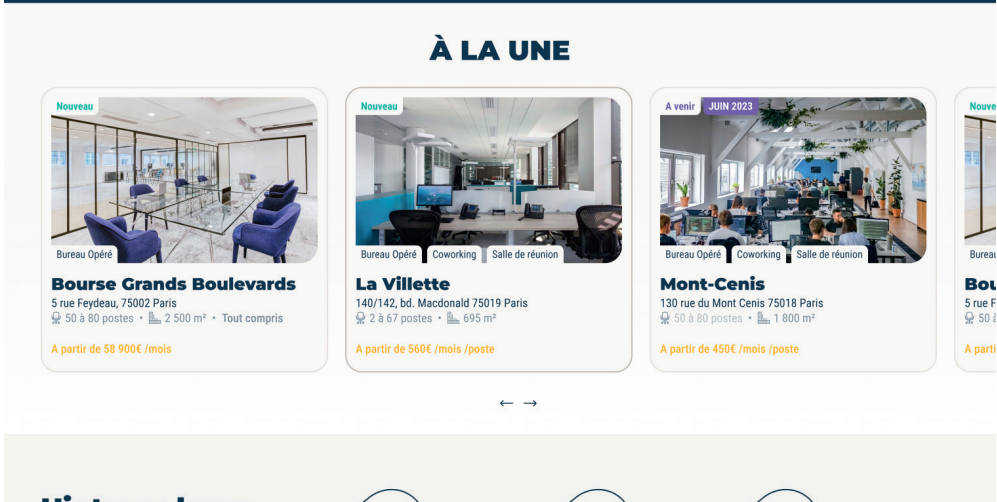 À LA UNE
Nouveau
Bureau Opéré
Bourse Grands Boulevards
5 rue Feydeau, 75002 Paris
50 à 80 postes • 2 500 m² • Tout compris
A partir de 58 900€ /mois
Nouveau
Bureau Opéré Coworking Salle de réunion
La Villette
140/142, bd. Macdonald 75019 Paris
2 à 67 postes • 695 m²
A partir de 560€ /mois /poste
A venir JUIN 2023
Bureau Opéré Coworking Salle de réunion
Mont-Cenis
130 rue du Mont Cenis 75018 Paris
50 à 80 postes • 1 800 m²
A partir de 450€ /mois /poste
← →